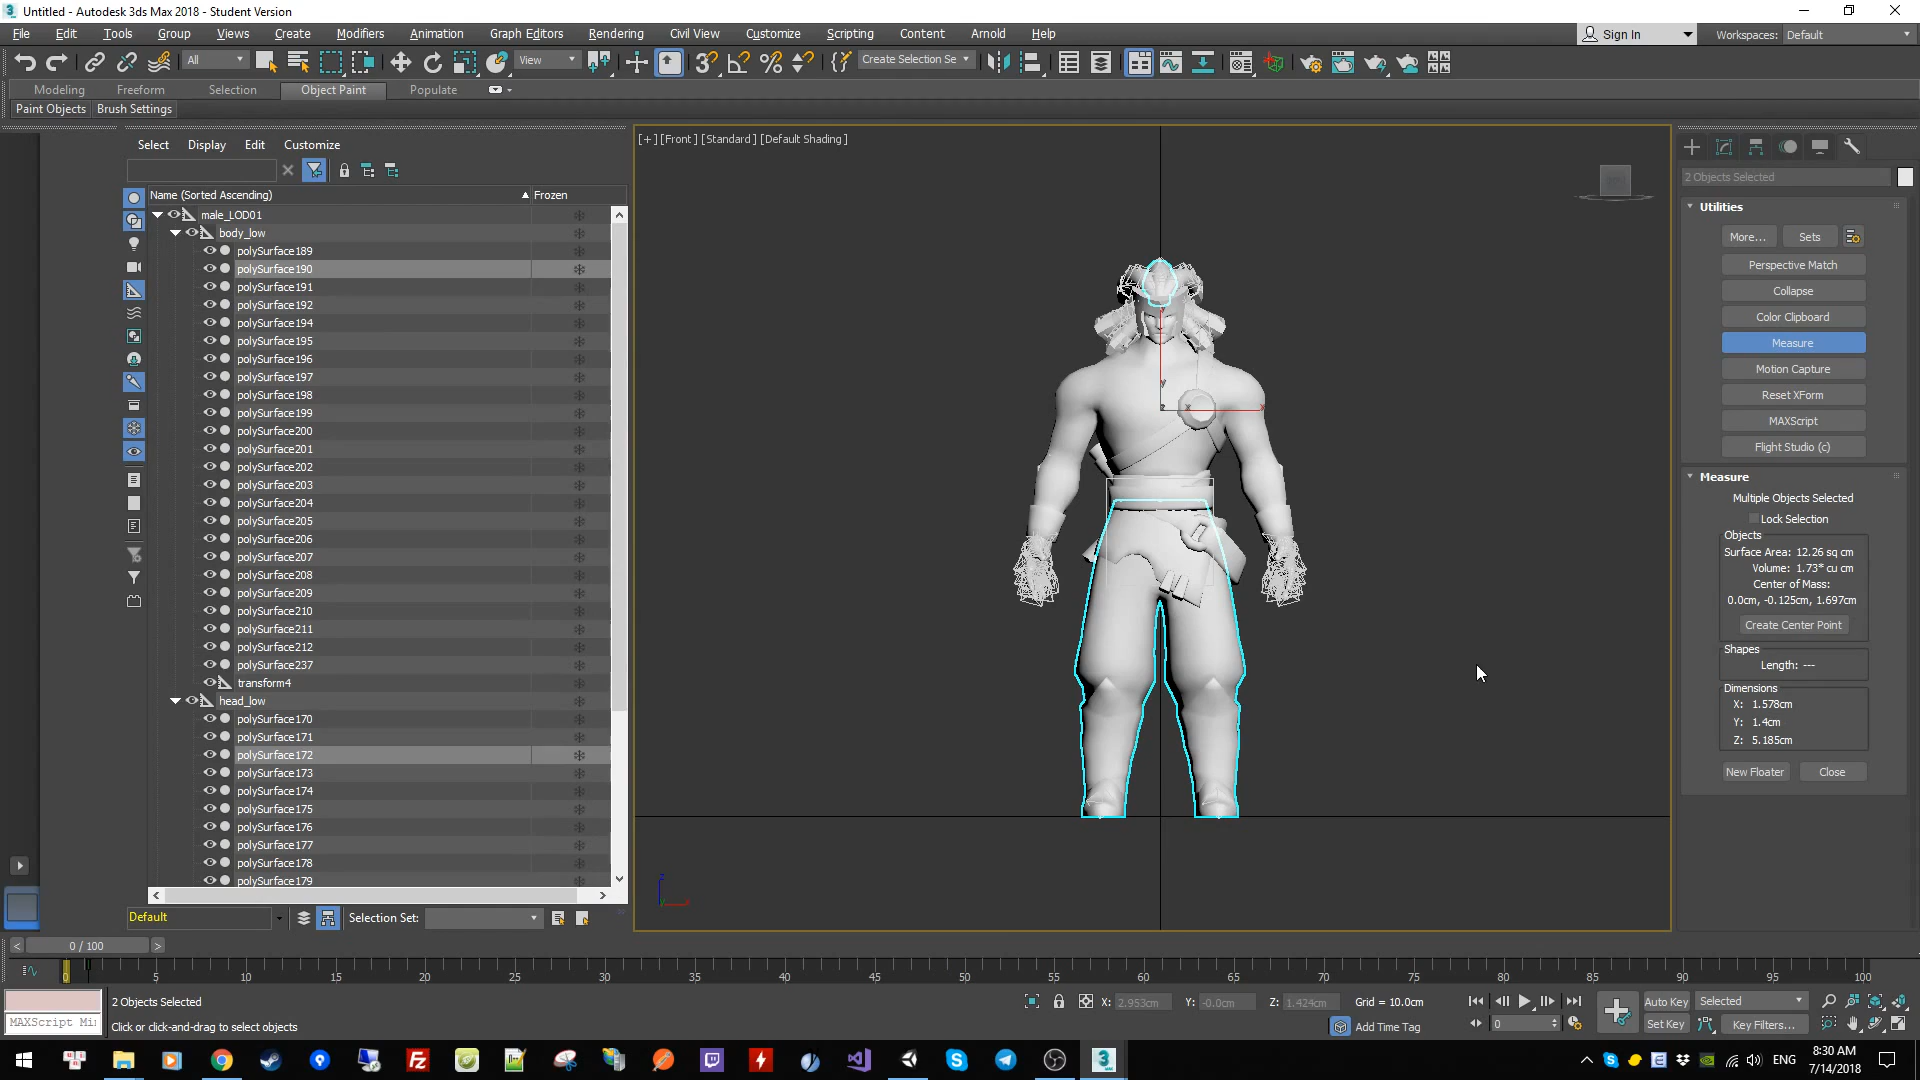 Untitled - Autodesk 3ds Max 2018 - Student Version
File Edit Tools Group Views Create Modifiers Animation Graph Editors Rendering Civil View Customize Scripting Content Arnold Help Sign In Workspaces: Default
All View Create Selection Se
Modeling Freeform Selection Object Paint Populate
Paint Objects Brush Settings
Select Display Edit Customize
Name (Sorted Ascending) Frozen
male_LOD01
body_low
polySurface189
polySurface190
polySurface191
polySurface192
polySurface194
polySurface195
polySurface196
polySurface197
polySurface198
polySurface199
polySurface200
polySurface201
polySurface202
polySurface203
polySurface204
polySurface205
polySurface206
polySurface207
polySurface208
polySurface209
polySurface210
polySurface211
polySurface212
polySurface237
transform4
head_low
polySurface170
polySurface171
polySurface172
polySurface173
polySurface174
polySurface175
polySurface176
polySurface177
polySurface178
polySurface179
Default Selection Set:
[+] [Front] [Standard] [Default Shading]
2 Objects Selected
Utilities
More... Sets
Perspective Match
Collapse
Color Clipboard
Measure
Motion Capture
Reset XForm
MAXScript
Flight Studio (c)
Measure
Multiple Objects Selected
Lock Selection
Objects
Surface Area: 12.26 sq cm
Volume: 1.73* cu cm
Center of Mass:
0.0cm, -0.125cm, 1.697cm
Create Center Point
Shapes
Length: ---
Dimensions
X: 1.578cm
Y: 1.4cm
Z: 5.185cm
New Floater Close
< 0 / 100 >
0 5 10 15 20 25 30 35 40 45 50 55 60 65 70 75 80 85 90 95 100
2 Objects Selected X: 2.953cm Y: -0.0cm Z: 1.424cm Grid = 10.0cm Auto Key Selected
MAXScript Mi Click or click-and-drag to select objects Add Time Tag 0 Set Key Key Filters...
ENG 8:30 AM
7/14/2018